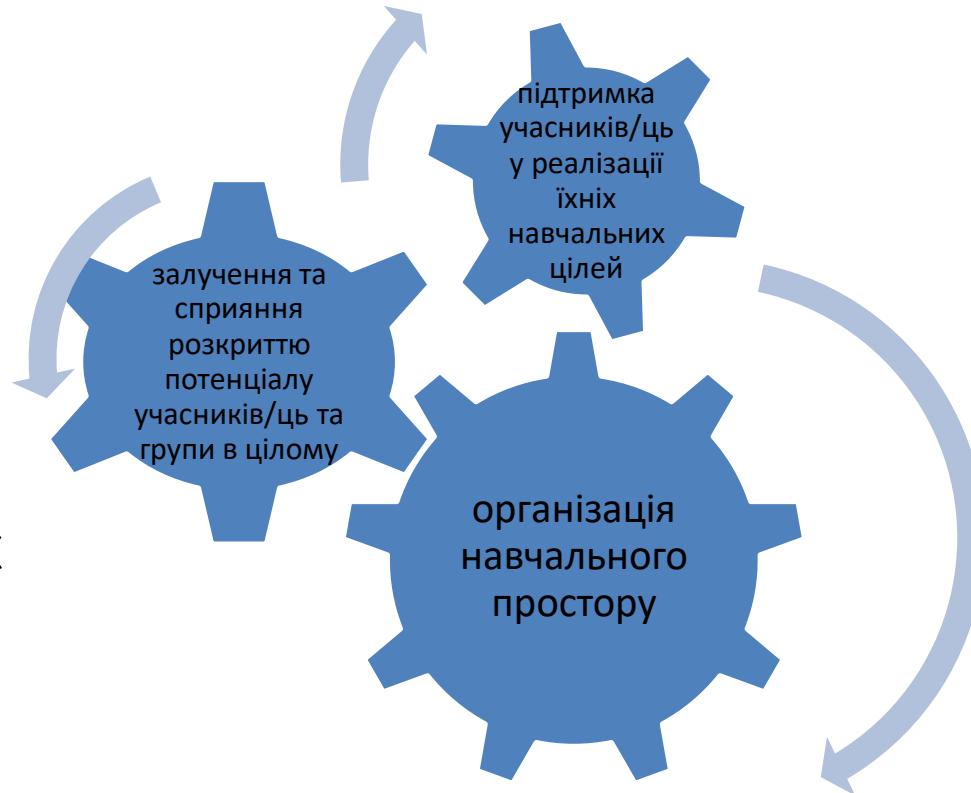 підтримка
учасників/ць
у реалізації
їхніх
навчальних
цілей
залучення та
сприяння
розкриттю
потенціалу
учасників/ць та
групи в цілому
організація
навчального
простору